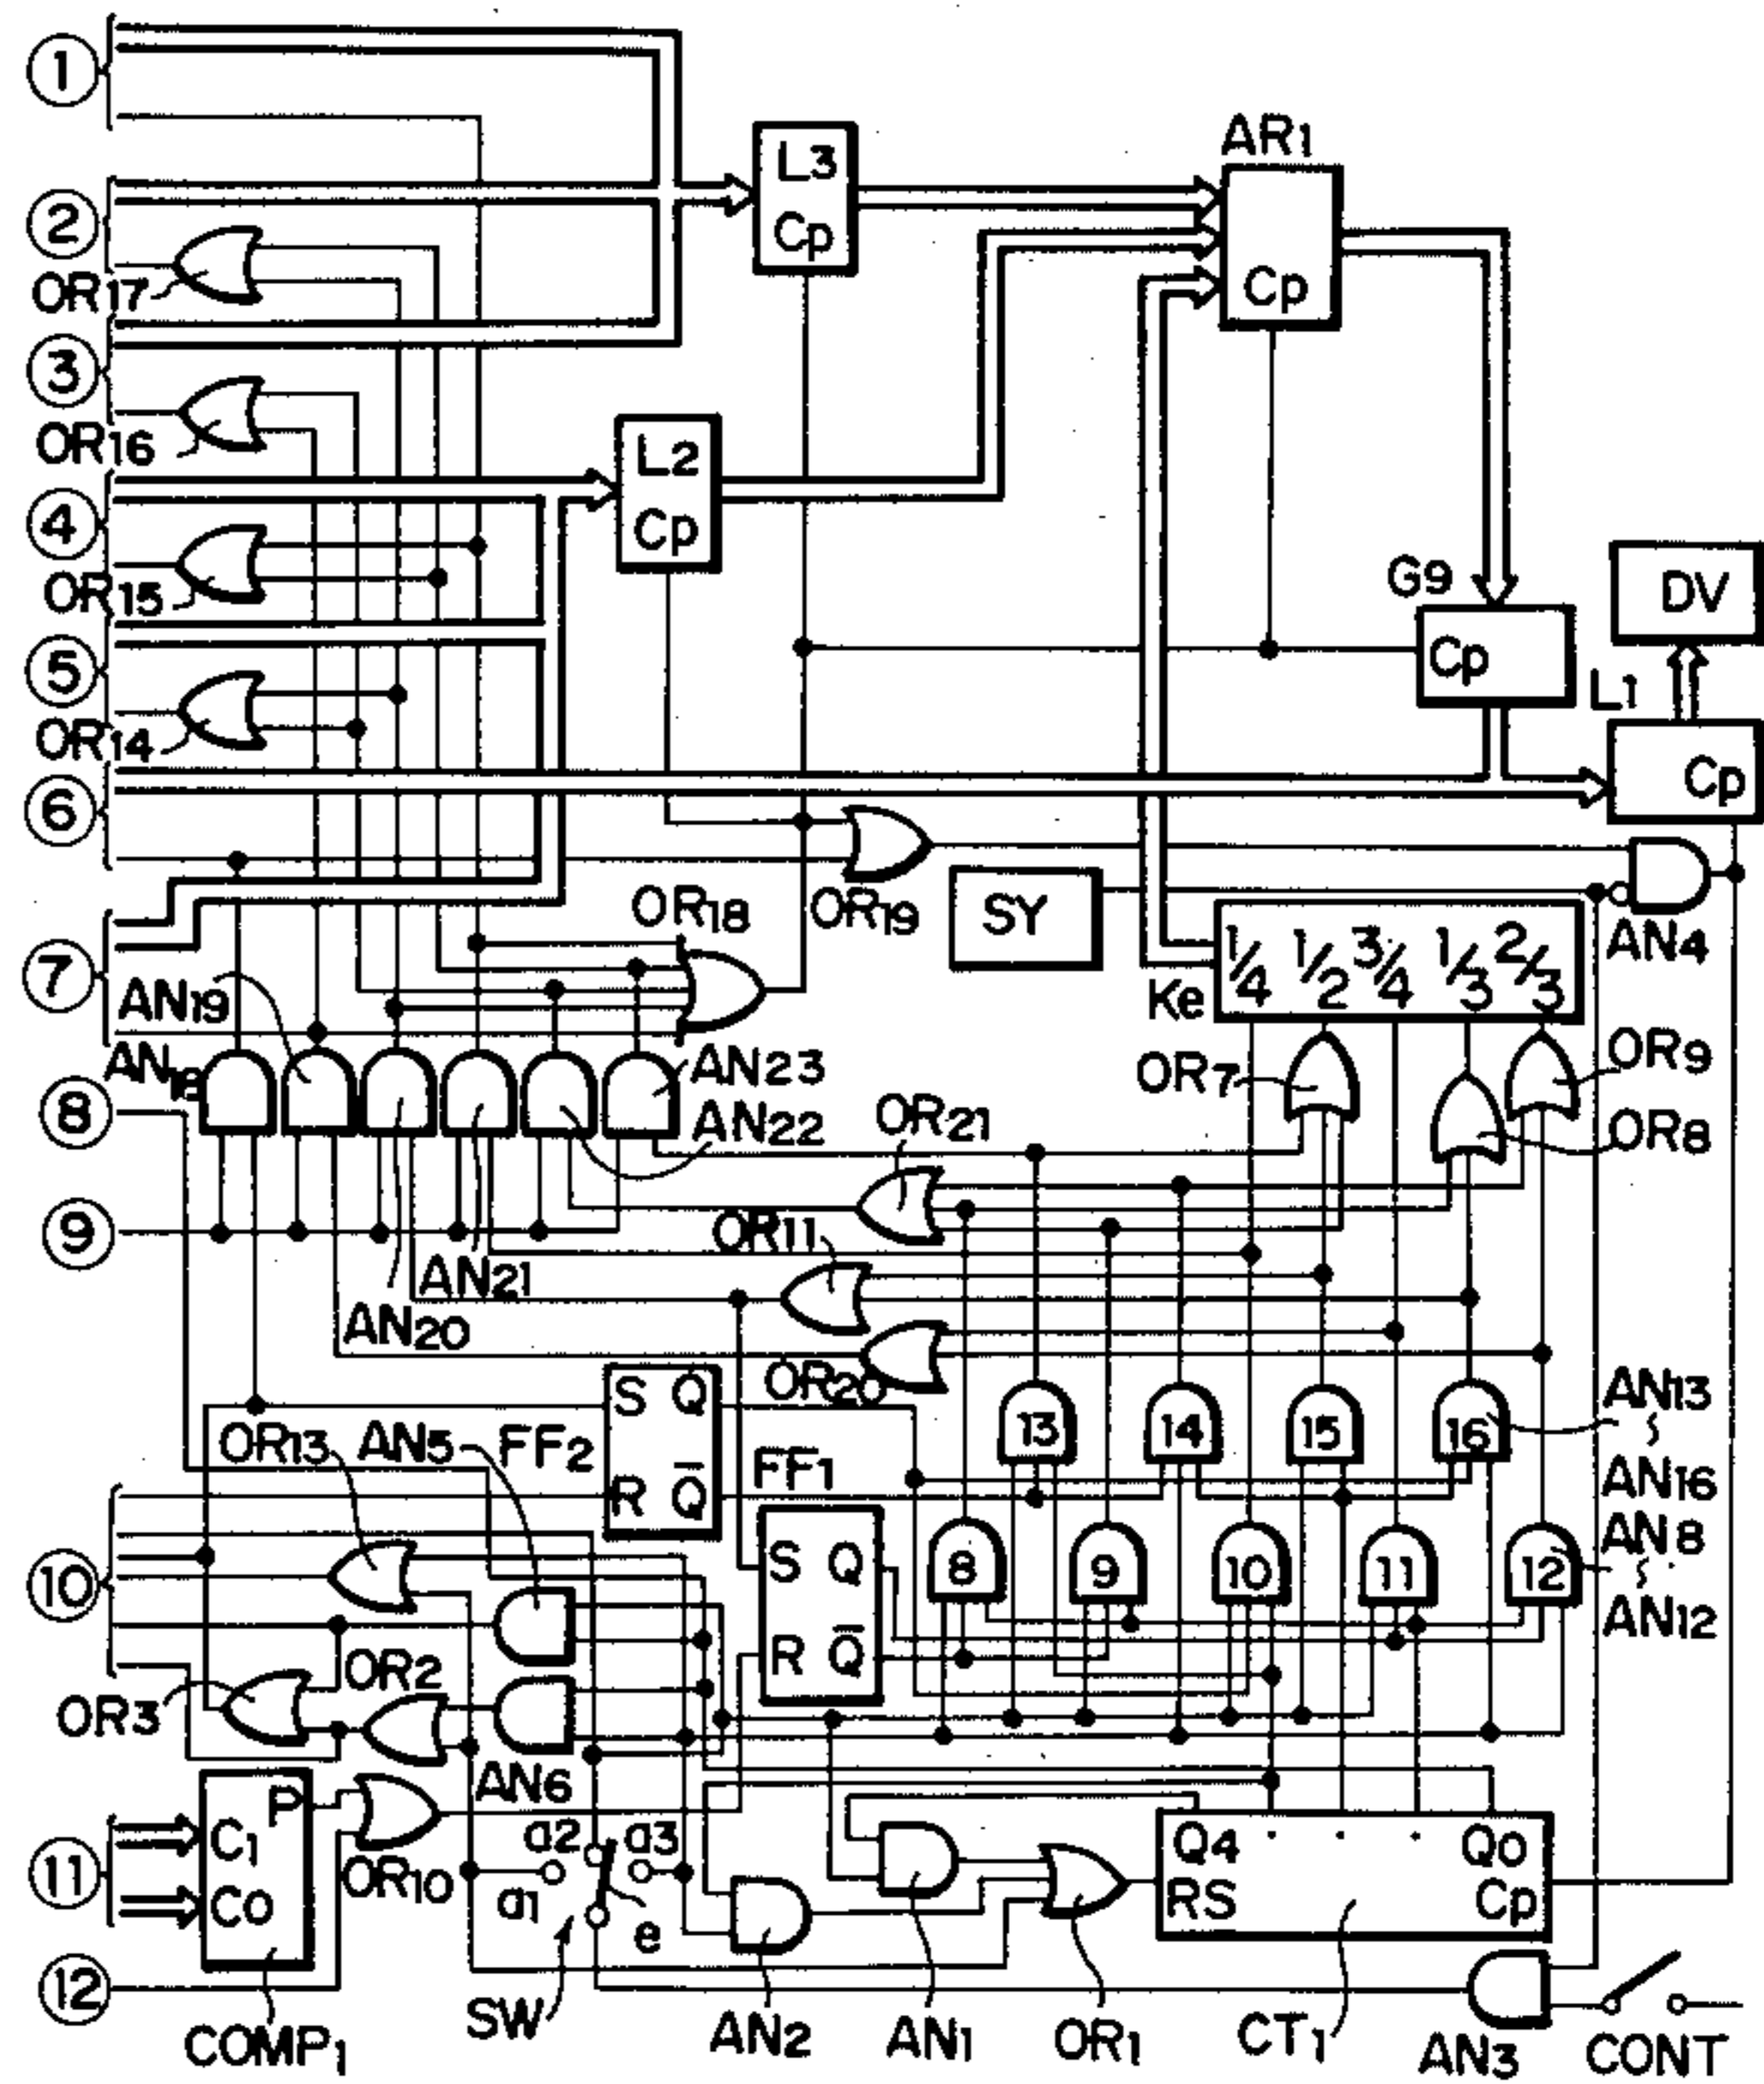 ①
②
③
④
⑤
⑥
⑦
⑧
⑨
⑩
⑪
⑫
L3
Cp
AR1
Cp
OR17
OR16
L2
Cp
OR15
OR14
G9
Cp
DV
L1
Cp
OR18
OR19
SY
AN4
1/4 1/2 3/4 1/3 2/3
Ke
AN19
AN18
AN23
AN22
OR7
OR9
OR8
OR21
OR11
AN21
AN20
OR20
S Q
R Q̅
FF2
OR13
AN5
FF1
S Q
R Q̅
13
14
15
16
AN13
~
AN16
8
9
10
11
12
AN8
~
AN12
OR3
OR2
AN6
P
C1
C0
OR10
COMP1
a1
a2
a3
e
SW
AN2
AN1
OR1
Q4 Q0
RS Cp
CT1
AN3
CONT